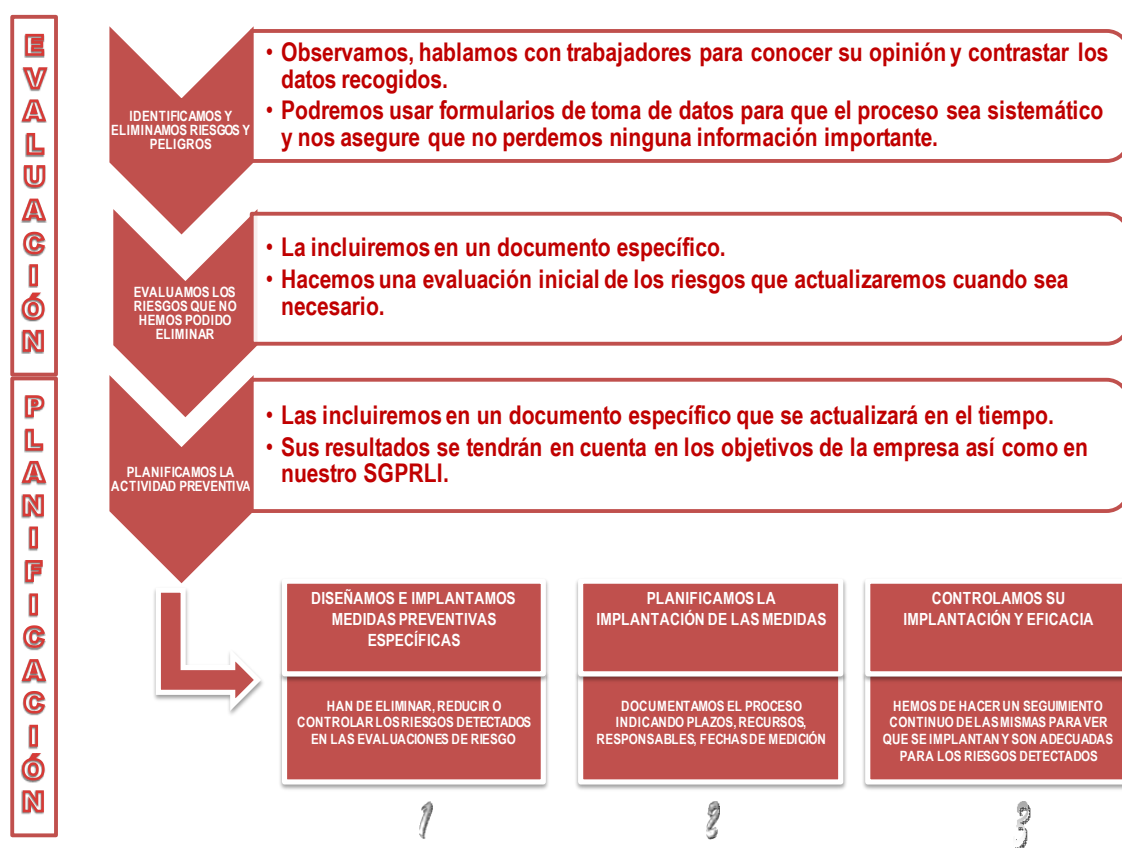 EVALUACIÓN
IDENTIFICAMOS Y
ELIMINAMOS RIESGOS Y
PELIGROS
• Observamos, hablamos con trabajadores para conocer su opinión y contrastar los
datos recogidos.
• Podremos usar formularios de toma de datos para que el proceso sea sistemático
y nos asegure que no perdemos ninguna información importante.
EVALUAMOS LOS
RIESGOS QUE NO
HEMOS PODIDO
ELIMINAR
• La incluiremos en un documento específico.
• Hacemos una evaluación inicial de los riesgos que actualizaremos cuando sea
necesario.
PLANIFICACIÓN
PLANIFICAMOS LA
ACTIVIDAD PREVENTIVA
• Las incluiremos en un documento específico que se actualizará en el tiempo.
• Sus resultados se tendrán en cuenta en los objetivos de la empresa así como en
nuestro SGPRLI.
DISEÑAMOS E IMPLANTAMOS
MEDIDAS PREVENTIVAS
ESPECÍFICAS
HAN DE ELIMINAR, REDUCIR O
CONTROLAR LOS RIESGOS DETECTADOS
EN LAS EVALUACIONES DE RIESGO
1
PLANIFICAMOS LA
IMPLANTACIÓN DE LAS MEDIDAS
DOCUMENTAMOS EL PROCESO
INDICANDO PLAZOS, RECURSOS,
RESPONSABLES, FECHAS DE MEDICIÓN
2
CONTROLAMOS SU
IMPLANTACIÓN Y EFICACIA
HEMOS DE HACER UN SEGUIMIENTO
CONTINUO DE LAS MISMAS PARA VER
QUE SE IMPLANTAN Y SON ADECUADAS
PARA LOS RIESGOS DETECTADOS
3